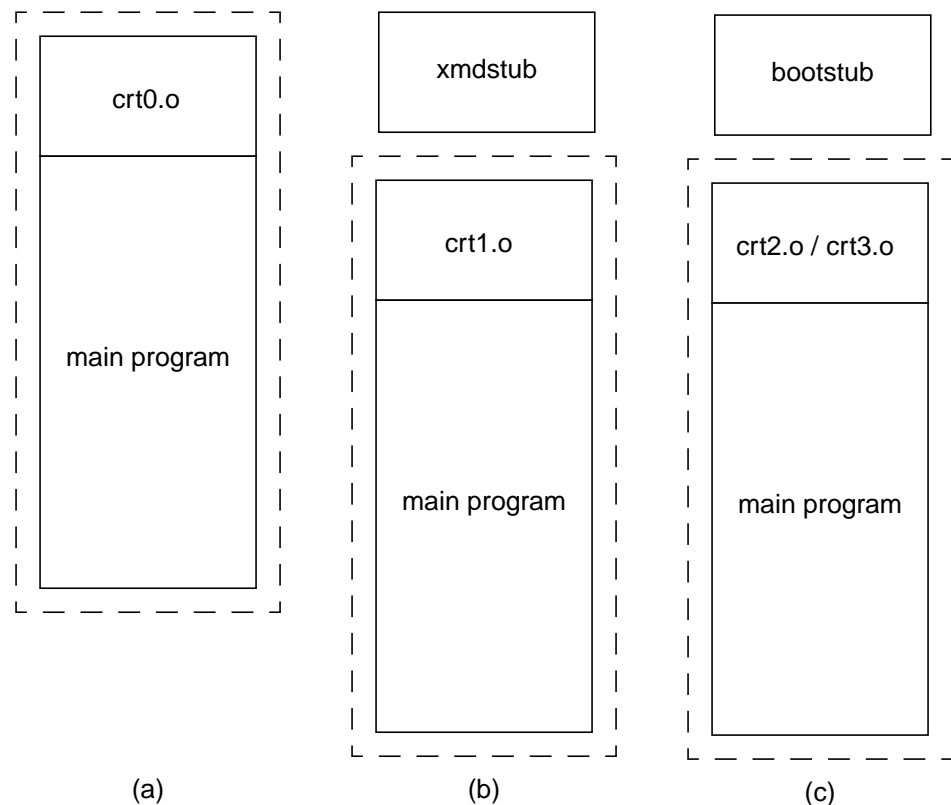 crt0.o
main program
(a)
xmdstub
crt1.o
main program
(b)
bootstub
crt2.o / crt3.o
main program
(c)